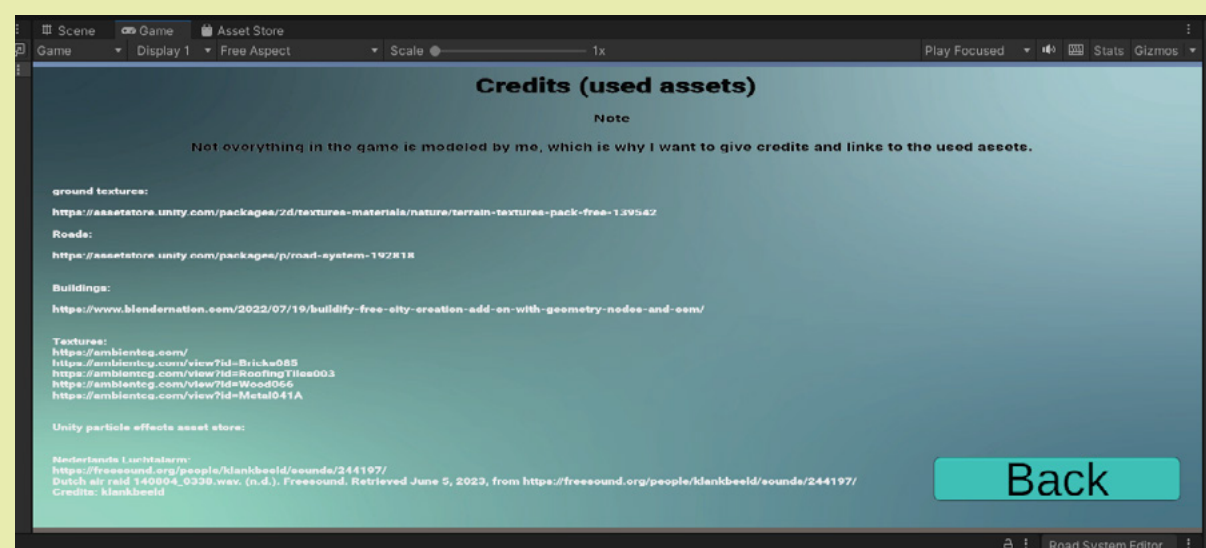 Scene Game Asset Store
Game Display 1 Free Aspect Scale 1x Play Focused Stats Gizmos
Credits (used assets)
Note
Not everything in the game is modeled by me, which is why I want to give credits and links to the used assets.
ground textures:
https://assetstore.unity.com/packages/2d/textures-materials/nature/terrain-textures-pack-free-139542
Roads:
https://assetstore.unity.com/packages/p/road-system-192818
Buildings:
https://www.blendernation.com/2022/07/19/buildify-free-city-creation-add-on-with-geometry-nodes-and-osm/
Textures:
https://ambientcg.com/
https://ambientcg.com/view?id=Bricks085
https://ambientcg.com/view?id=RoofingTiles003
https://ambientcg.com/view?id=Wood066
https://ambientcg.com/view?id=Metal041A
Unity particle effects asset store:
Nederlands Luchtalarm:
https://freesound.org/people/klankbeeld/sounds/244197/
Dutch air raid 140804_0330.wav. (n.d.). Freesound. Retrieved June 5, 2023, from https://freesound.org/people/klankbeeld/sounds/244197/
Credits: klankbeeld
Back
Road System Editor